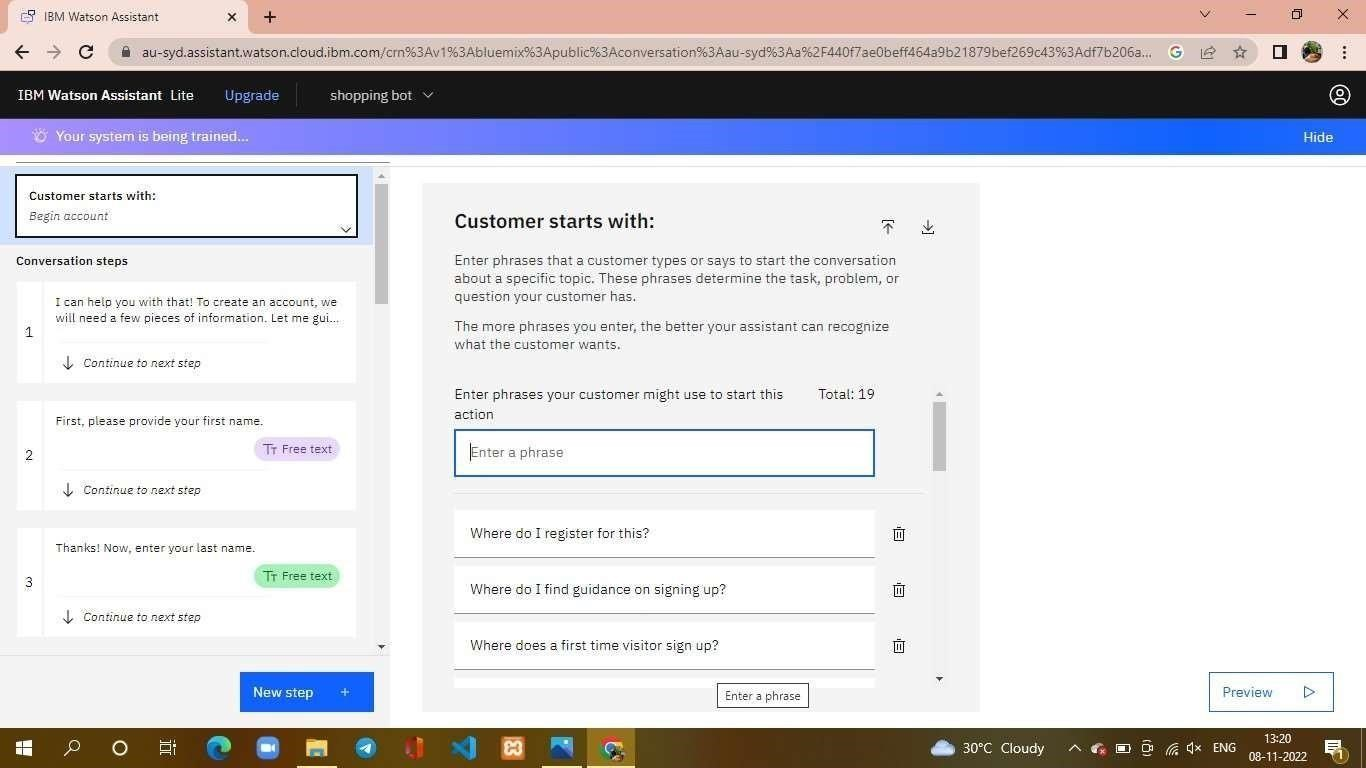 IBM Watson Assistant
au-syd.assistant.watson.cloud.ibm.com/crn%3Av1%3Abluemix%3Apublic%3Aconversation%3Aau-syd%3Aa%2F440f7ae0beff464a9b21879bef269c43%3Adf7b206a...
IBM Watson Assistant Lite Upgrade shopping bot
Your system is being trained... Hide
Customer starts with:
Begin account
Conversation steps
1
I can help you with that! To create an account, we
will need a few pieces of information. Let me gui...
Continue to next step
2
First, please provide your first name.
Free text
Continue to next step
3
Thanks! Now, enter your last name.
Free text
Continue to next step
New step +
Customer starts with:
Enter phrases that a customer types or says to start the conversation
about a specific topic. These phrases determine the task, problem, or
question your customer has.
The more phrases you enter, the better your assistant can recognize
what the customer wants.
Enter phrases your customer might use to start this
action
Total: 19
Enter a phrase
Where do I register for this?
Where do I find guidance on signing up?
Where does a first time visitor sign up?
Enter a phrase
Preview
30°C Cloudy
ENG
13:20
08-11-2022
1